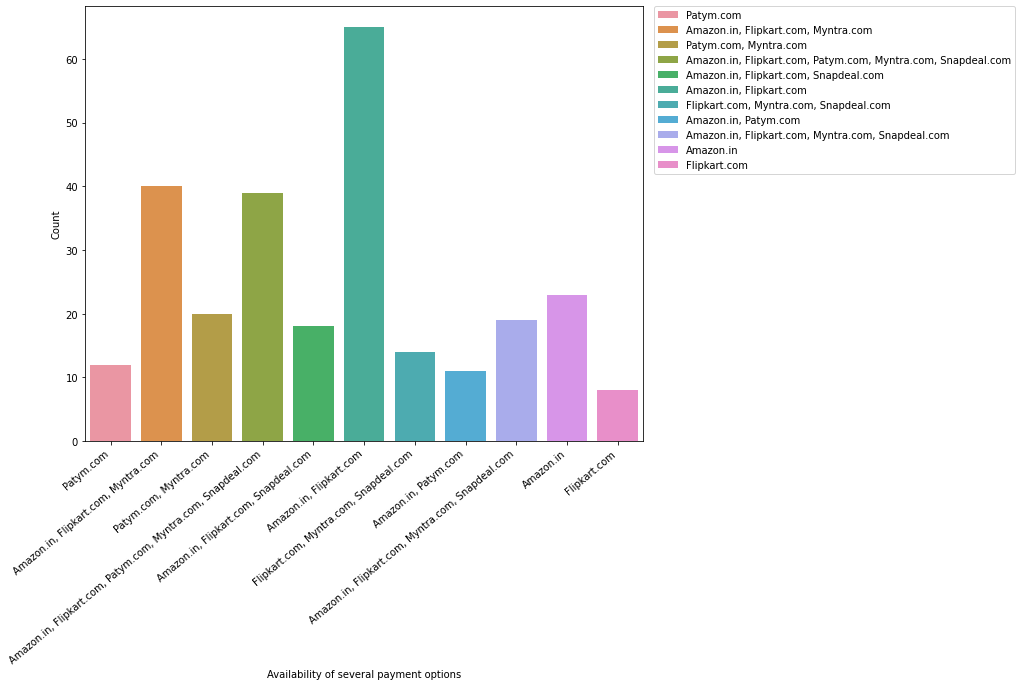 Patym.com
Amazon.in, Flipkart.com, Myntra.com
Patym.com, Myntra.com
Amazon.in, Flipkart.com, Patym.com, Myntra.com, Snapdeal.com
Amazon.in, Flipkart.com, Snapdeal.com
Amazon.in, Flipkart.com
Flipkart.com, Myntra.com, Snapdeal.com
Amazon.in, Patym.com
Amazon.in, Flipkart.com, Myntra.com, Snapdeal.com
Amazon.in
Flipkart.com
Count
60
50
40
30
20
10
0
Patym.com
Amazon.in, Flipkart.com, Myntra.com
Patym.com, Myntra.com
Amazon.in, Flipkart.com, Patym.com, Myntra.com, Snapdeal.com
Amazon.in, Flipkart.com, Snapdeal.com
Amazon.in, Flipkart.com
Flipkart.com, Myntra.com, Snapdeal.com
Amazon.in, Patym.com
Amazon.in, Flipkart.com, Myntra.com, Snapdeal.com
Amazon.in
Flipkart.com
Availability of several payment options